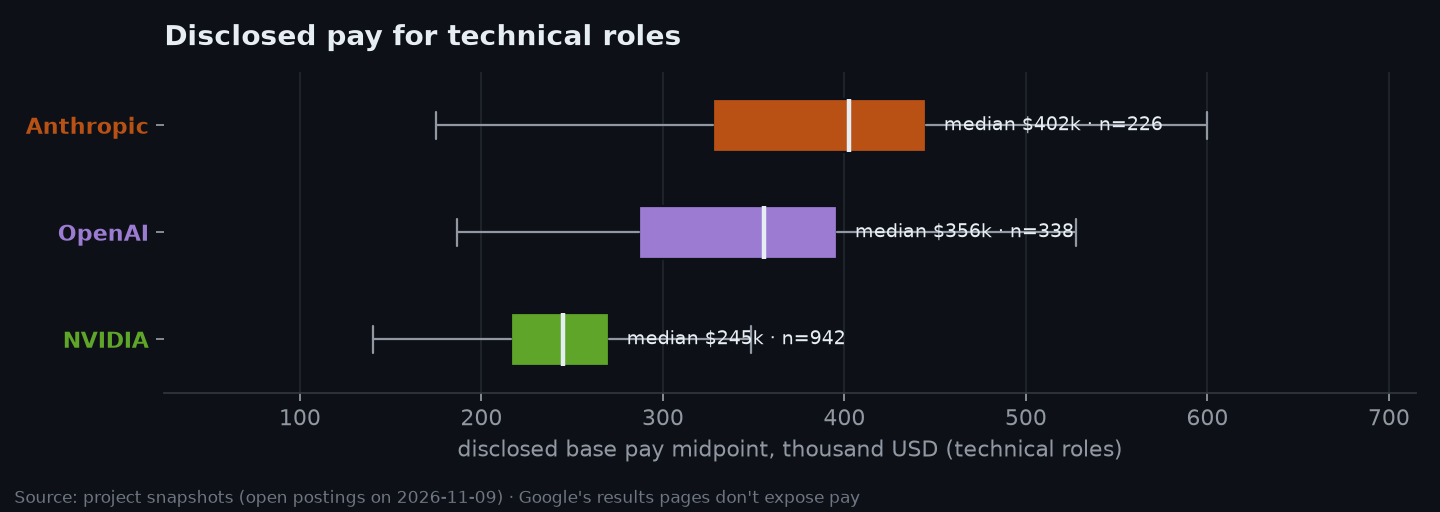 Disclosed pay for technical roles
Anthropic
median $402k · n=226
OpenAI
median $356k · n=338
NVIDIA
median $245k · n=942
100 200 300 400 500 600 700
disclosed base pay midpoint, thousand USD (technical roles)
Source: project snapshots (open postings on 2026-11-09) · Google's results pages don't expose pay